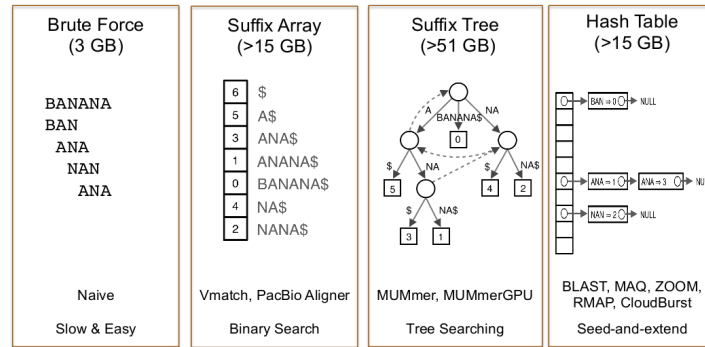 Brute Force
(3 GB)
BANANA
BAN
ANA
NAN
ANA
Naive
Slow & Easy
Suffix Array
(>15 GB)
6 $
5 A$
3 ANA$
1 ANANA$
0 BANANA$
4 NA$
2 NANA$
Vmatch, PacBio Aligner
Binary Search
Suffix Tree
(>51 GB)
A BANANA$ NA
0
$ NA $ NA$
5 4 2
$ NA$
3 1
MUMmer, MUMmerGPU
Tree Searching
Hash Table
(>15 GB)
BAN ⇒ 0 NULL
ANA ⇒ 1 ANA ⇒ 3 NU
NAN ⇒ 2 NULL
BLAST, MAQ, ZOOM,
RMAP, CloudBurst
Seed-and-extend